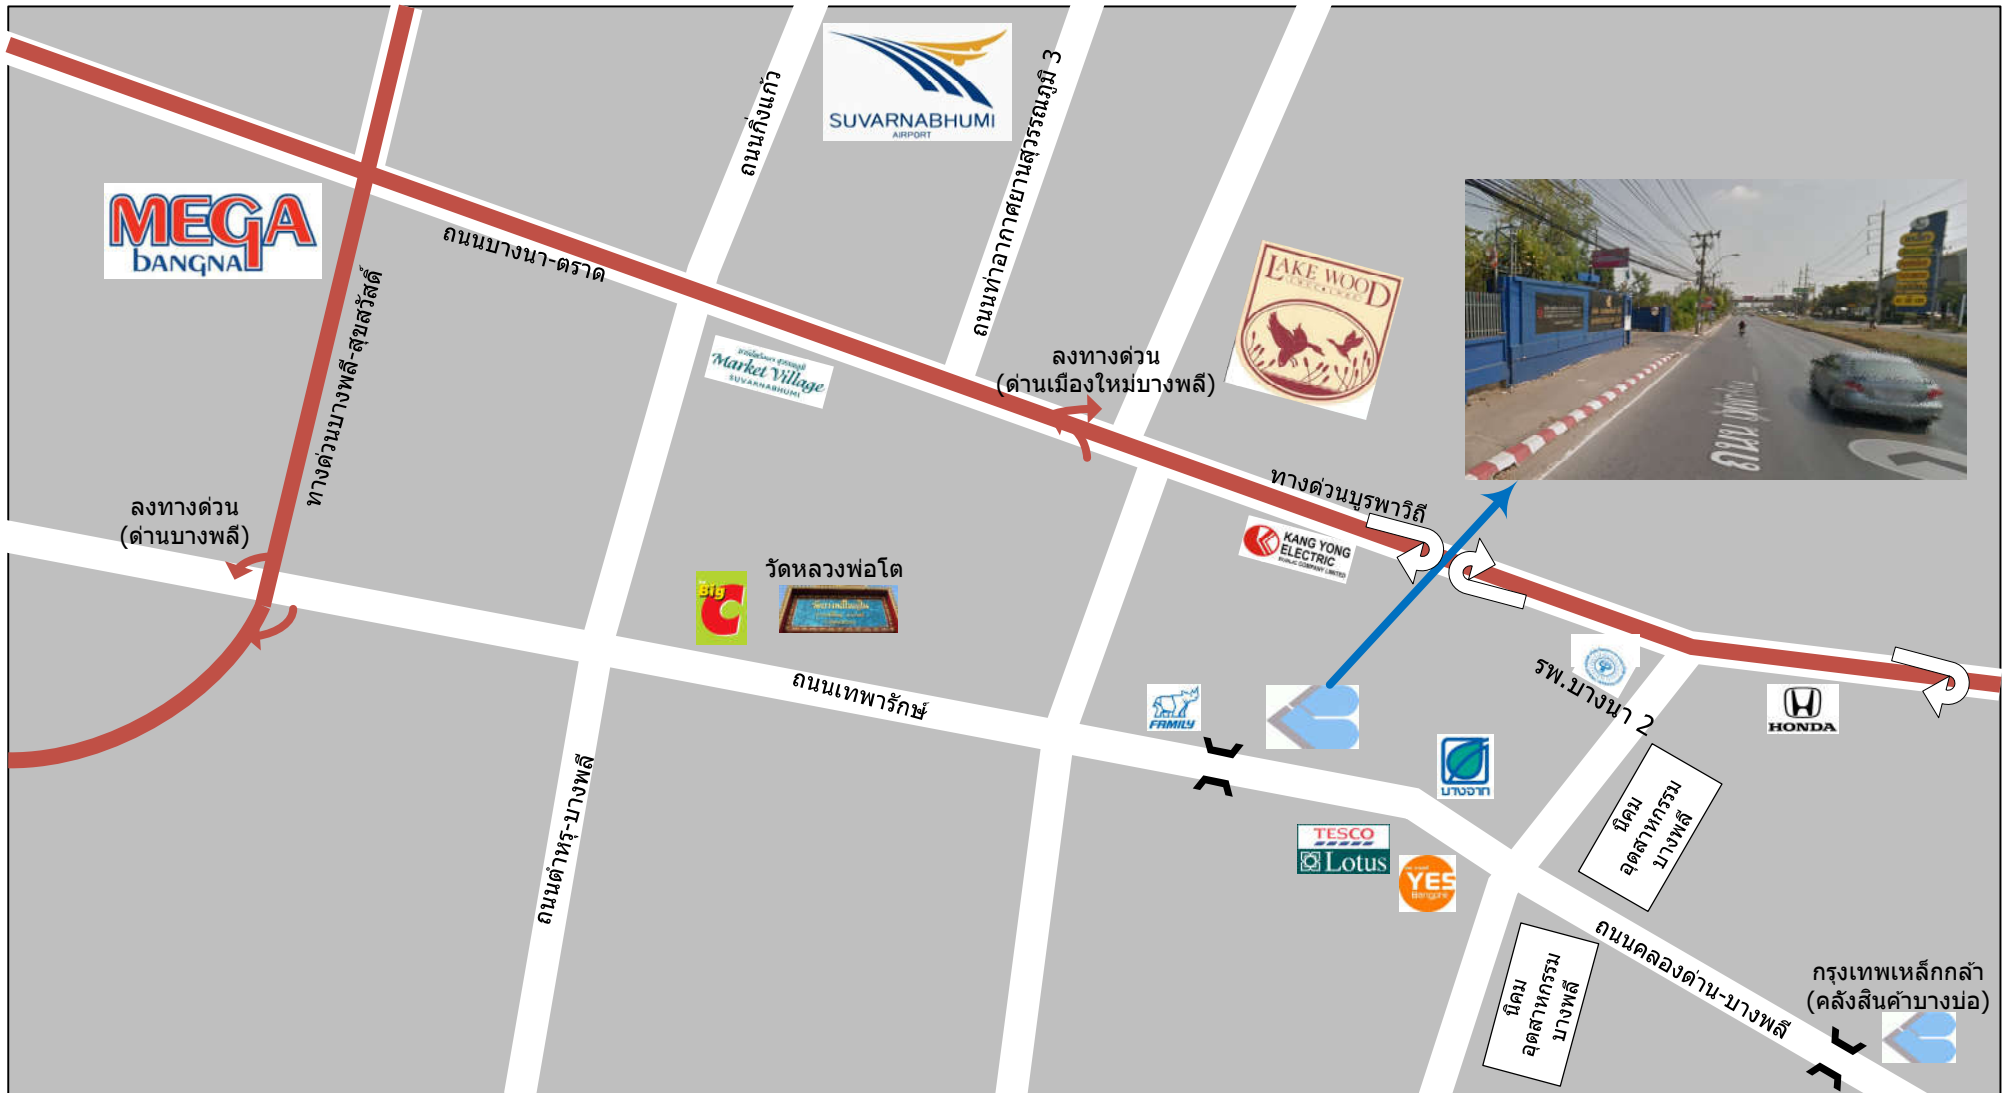 SUVARNABHUMI
AIRPORT
MEGA
BANGNA
ถนนกิ่งแก้ว
ถนนท่าอากาศยานสุวรรณภูมิ 3
ถนนบางนา-ตราด
ทางด่วนบางพลี-สุขสวัสดิ์
LAKE WOOD
Market Village
SUVARNABHUMI
ลงทางด่วน
(ด่านเมืองใหม่บางพลี)
ทางด่วนบูรพาวิถี
ลงทางด่วน
(ด่านบางพลี)
KANG YONG
ELECTRIC
PUBLIC COMPANY LIMITED
Big
C
วัดหลวงพ่อโต
ถนนเทพารักษ์
FAMILY
รพ.บางนา 2
HONDA
บางจาก
ถนนตำหรุ-บางพลี
TESCO
Lotus
YES
Bangphli
นิคม
อุตสาหกรรม
บางพลี
นิคม
อุตสาหกรรม
บางพลี
ถนนคลองด่าน-บางพลี
กรุงเทพเหล็กกล้า
(คลังสินค้าบางบ่อ)